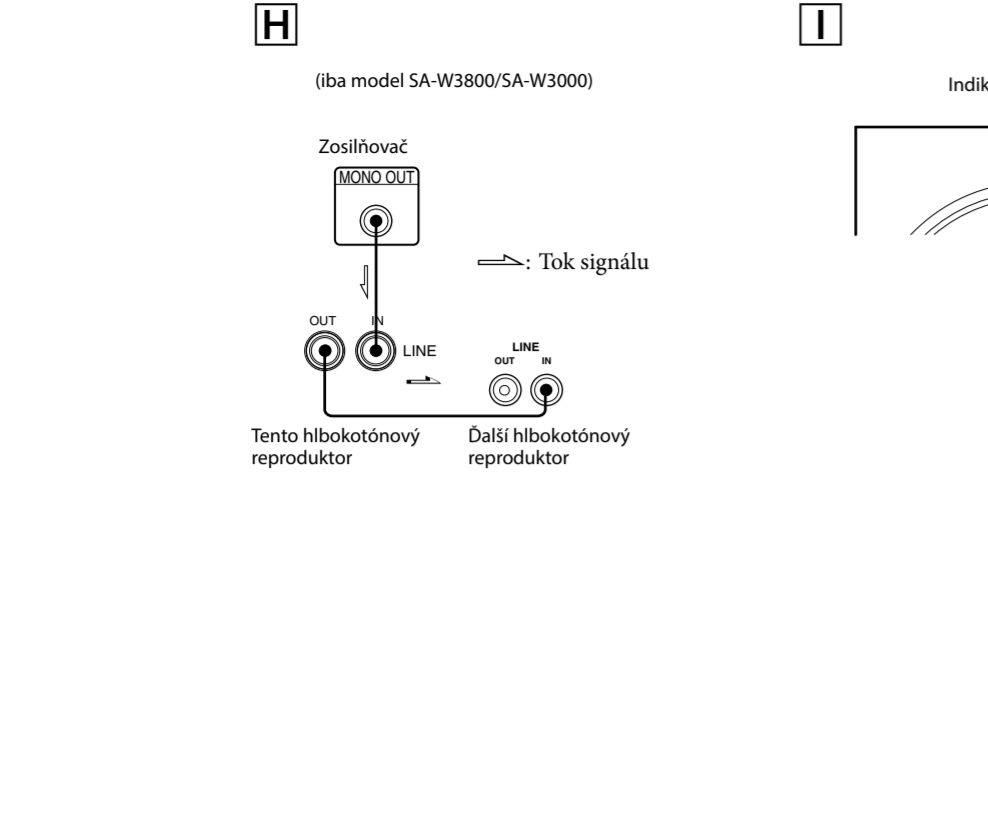 H
(iba model SA-W3800/SA-W3000)
Zosilňovač
MONO OUT
: Tok signálu
OUT
IN
LINE
LINE
OUT
IN
Tento hlbokotónový
reproduktor
Ďalší hlbokotónový
reproduktor
I
Indik